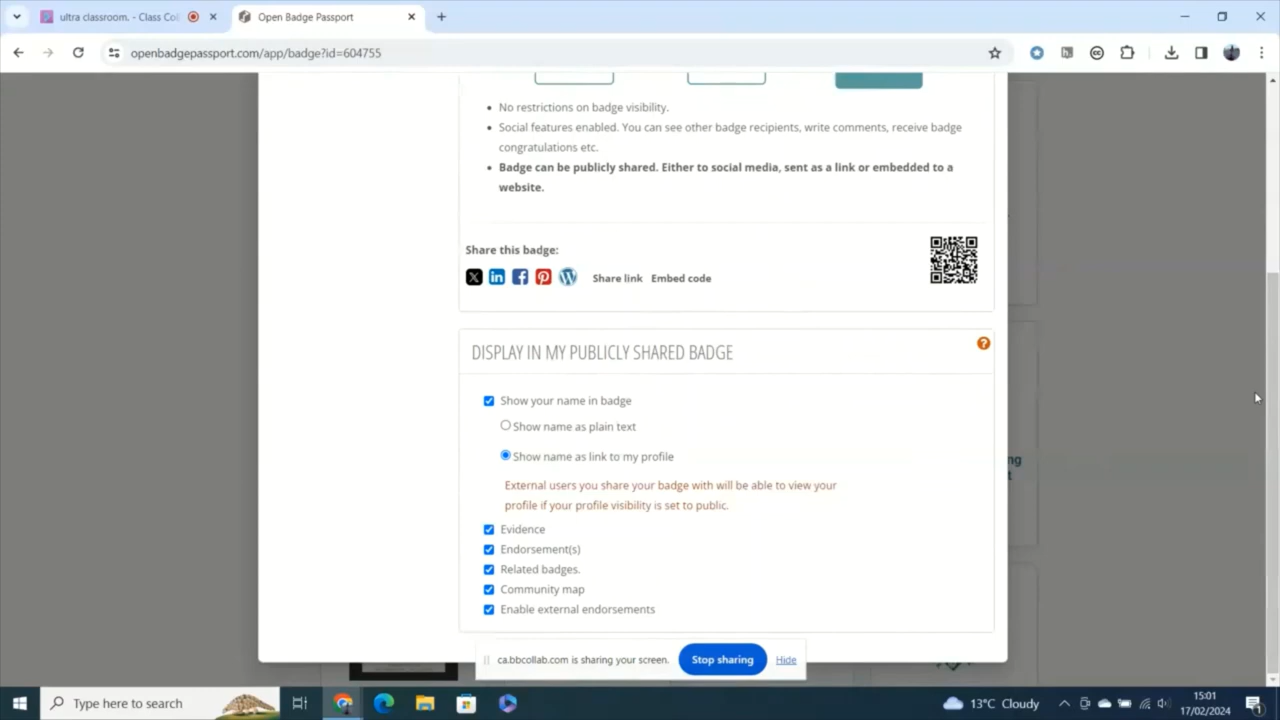 ultra classroom. - Class Col
Open Badge Passport
openbadgepassport.com/app/badge?id=604755
No restrictions on badge visibility.
Social features enabled. You can see other badge recipients, write comments, receive badge
congratulations etc.
Badge can be publicly shared. Either to social media, sent as a link or embedded to a
website.
Share this badge:
Share link Embed code
DISPLAY IN MY PUBLICLY SHARED BADGE
?
Show your name in badge
Show name as plain text
ng
Show name as link to my profile
t
External users you share your badge with will be able to view your
profile if your profile visibility is set to public.
Evidence
Endorsement(s)
Related badges.
Community map
Enable external endorsements
ca.bbcollab.com is sharing your screen. Stop sharing Hide
Type here to search
13°C Cloudy
15:01
17/02/2024